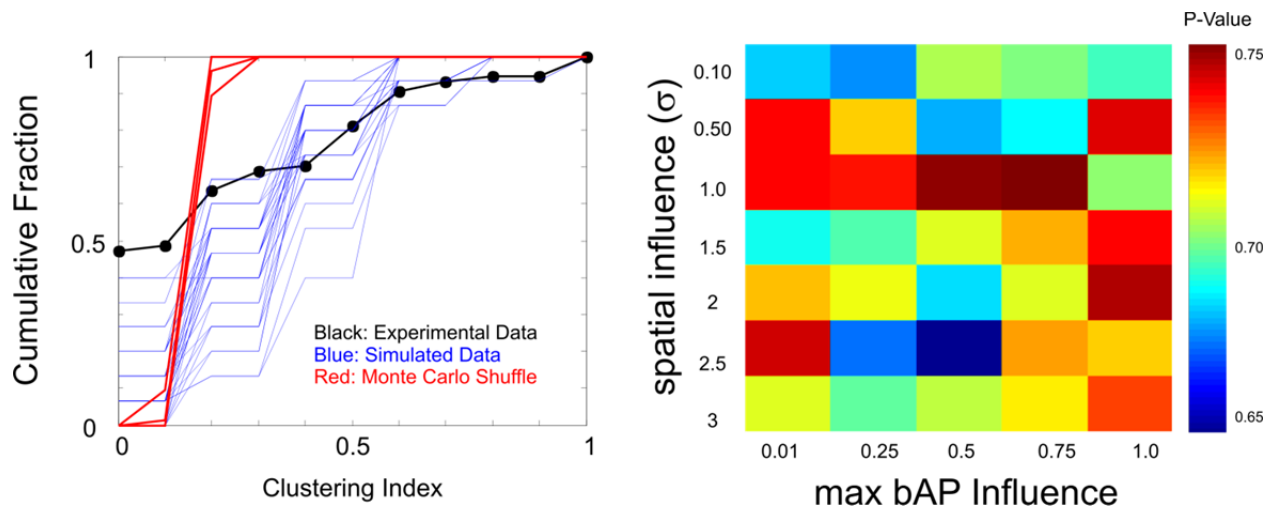 Cumulative Fraction
1
0.5
0
0
0.5
1
Clustering Index
Black: Experimental Data
Blue: Simulated Data
Red: Monte Carlo Shuffle
spatial influence (σ)
0.10
0.50
1.0
1.5
2
2.5
3
0.01
0.25
0.5
0.75
1.0
max bAP Influence
P-Value
0.75
0.70
0.65